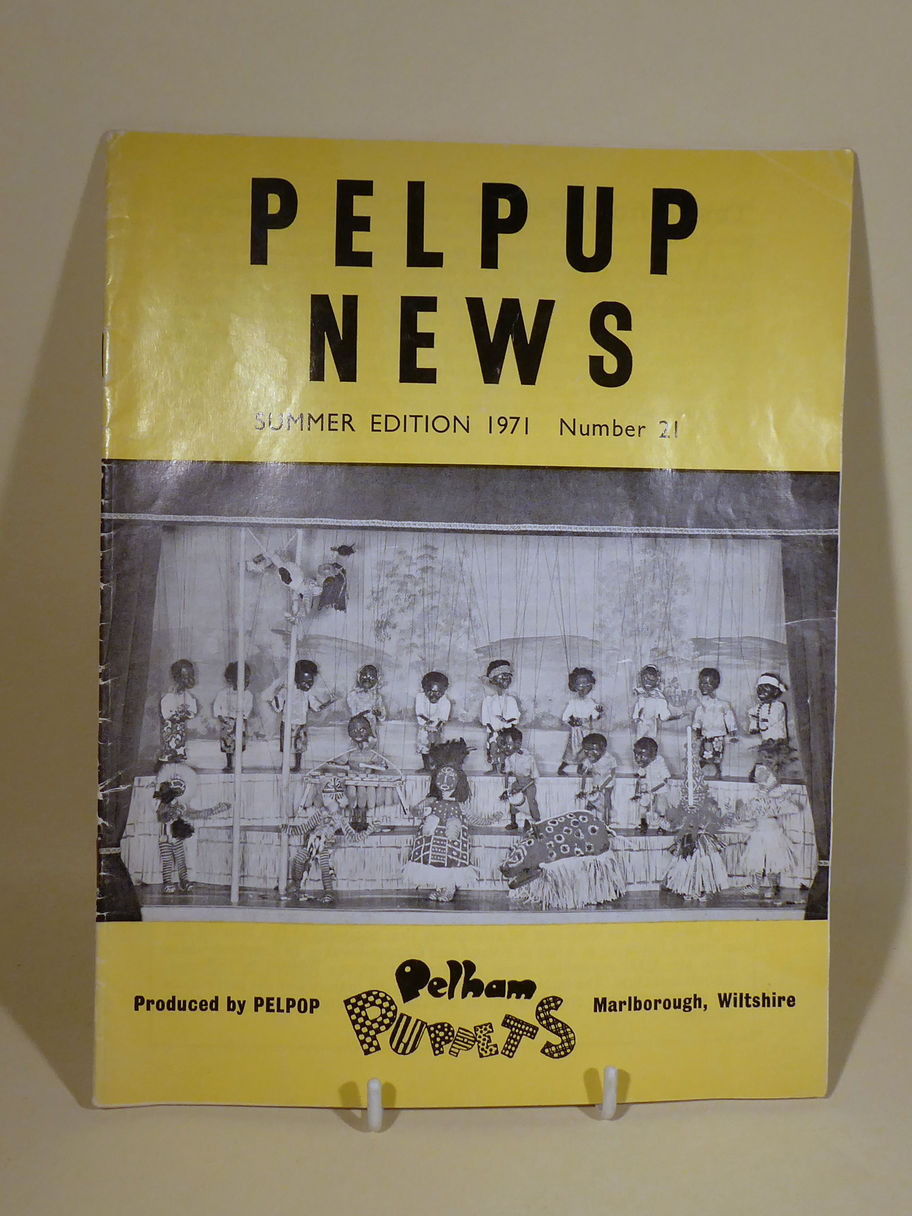 PELPUP
NEWS
SUMMER EDITION 1971 Number 21
Produced by PELPOP
Pelham
PUPPETS
Marlborough, Wiltshire